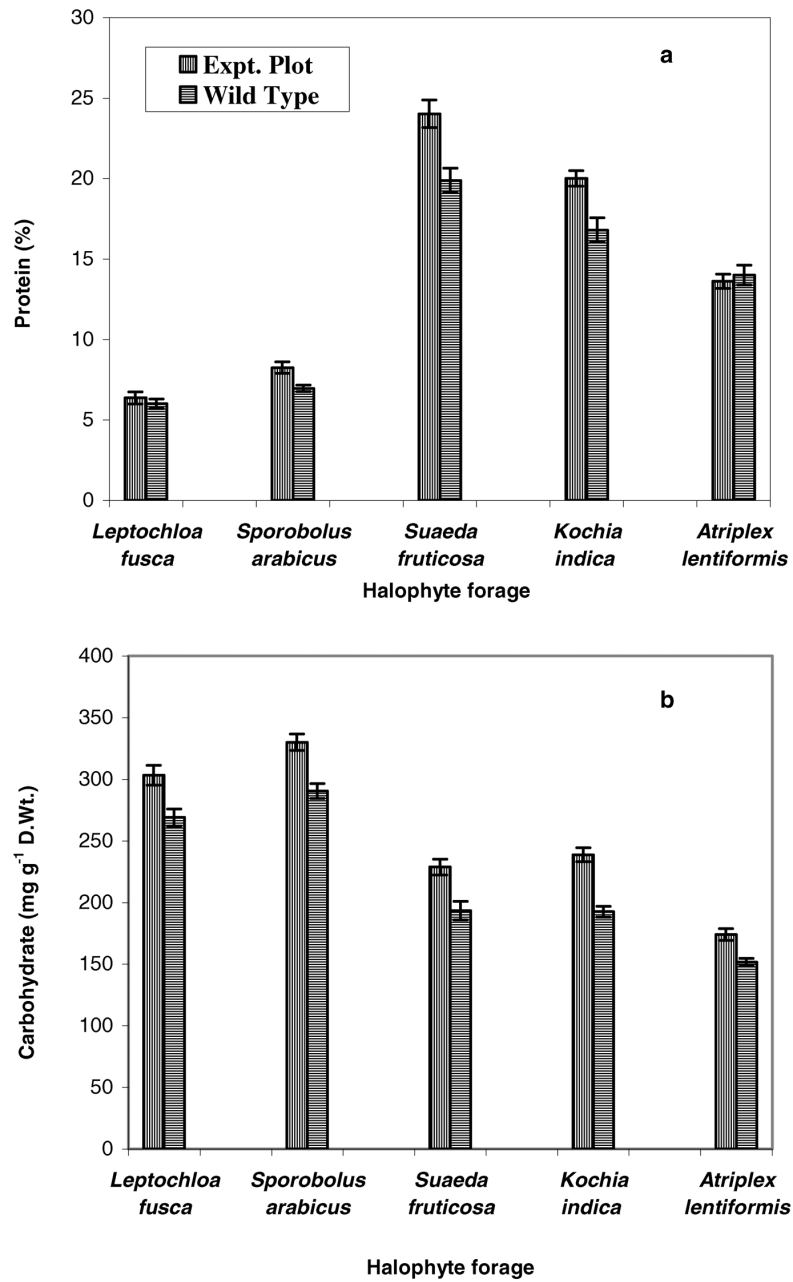 30
a
Expt. Plot
Wild Type
25
20
15
10
5
0
Protein (%)
Leptochloa fusca
Sporobolus arabicus
Suaeda fruticosa
Kochia indica
Atriplex lentiformis
Halophyte forage
400
b
350
300
250
200
150
100
50
0
Carbohydrate (mg g⁻¹ D.Wt.)
Leptochloa fusca
Sporobolus arabicus
Suaeda fruticosa
Kochia indica
Atriplex lentiformis
Halophyte forage